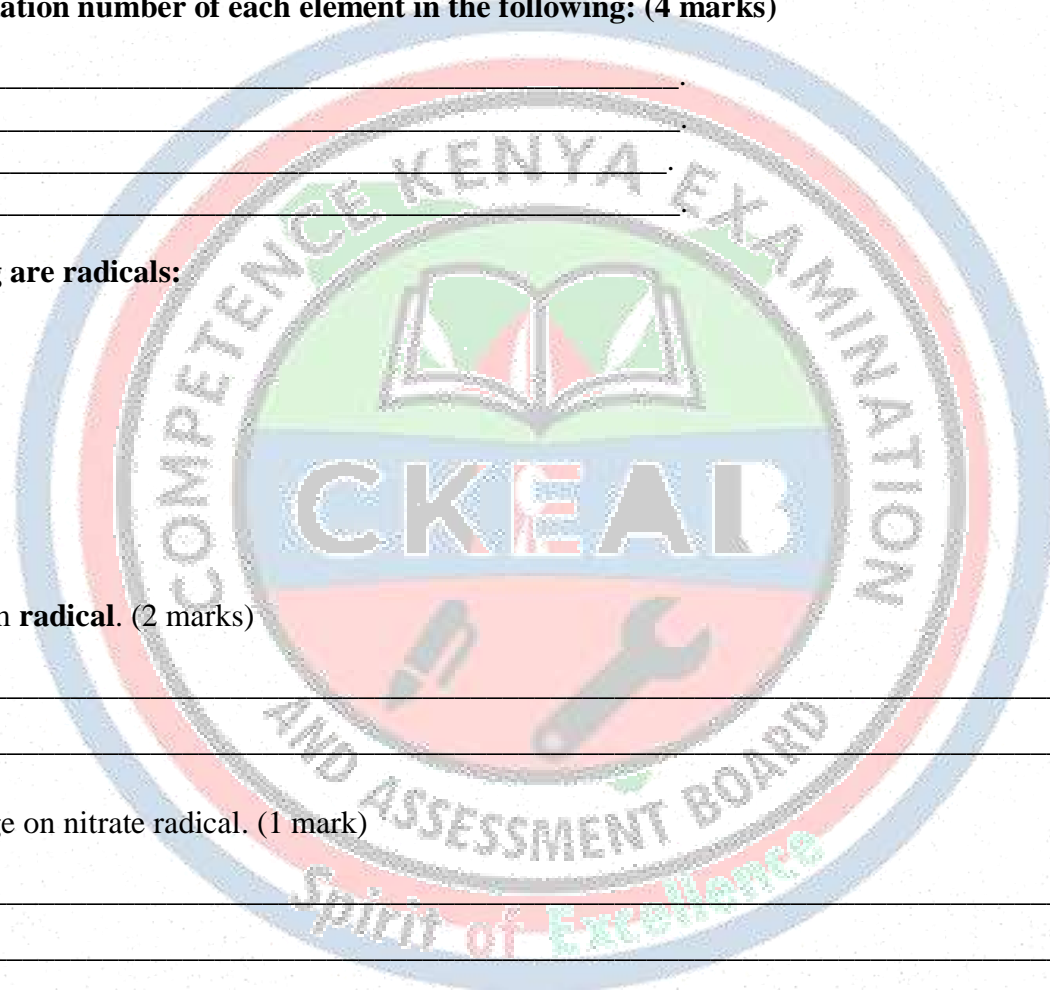 ation number of each element in the following: (4 marks)
COMPETENCE KENYA EXAMINATION
are radicals:
CKEAB
radical. (2 marks)
AND ASSESSMENT BOARD
e on nitrate radical. (1 mark)
Spirit of Excellence